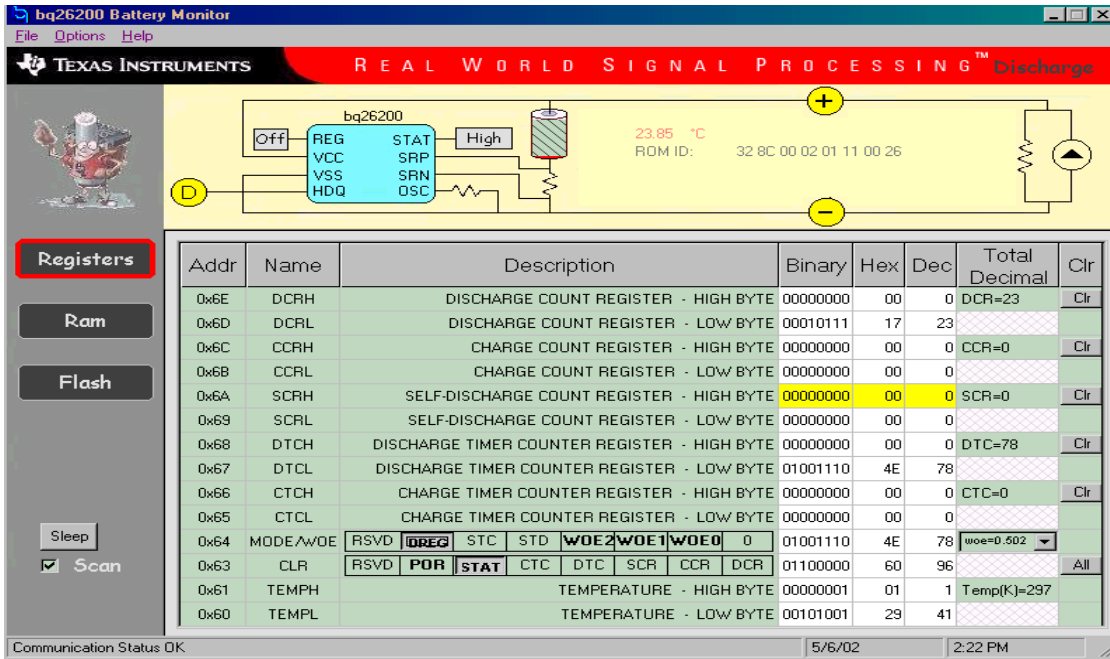 bq26200 Battery Monitor
File Options Help
TEXAS INSTRUMENTS REAL WORLD SIGNAL PROCESSING™ Discharge
bq26200
Off REG STAT High
VCC SRP
VSS SRN
HDQ OSC
D
+
−
23.85 °C
ROM ID: 32 8C 00 02 01 11 00 26
Registers
Ram
Flash
Sleep
Scan
Addr Name Description Binary Hex Dec Total Decimal Clr
0x6E DCRH DISCHARGE COUNT REGISTER - HIGH BYTE 00000000 00 0 DCR=23 Clr
0x6D DCRL DISCHARGE COUNT REGISTER - LOW BYTE 00010111 17 23
0x6C CCRH CHARGE COUNT REGISTER - HIGH BYTE 00000000 00 0 CCR=0 Clr
0x6B CCRL CHARGE COUNT REGISTER - LOW BYTE 00000000 00 0
0x6A SCRH SELF-DISCHARGE COUNT REGISTER - HIGH BYTE 00000000 00 0 SCR=0 Clr
0x69 SCRL SELF-DISCHARGE COUNT REGISTER - LOW BYTE 00000000 00 0
0x68 DTCH DISCHARGE TIMER COUNTER REGISTER - HIGH BYTE 00000000 00 0 DTC=78 Clr
0x67 DTCL DISCHARGE TIMER COUNTER REGISTER - LOW BYTE 01001110 4E 78
0x66 CTCH CHARGE TIMER COUNTER REGISTER - HIGH BYTE 00000000 00 0 CTC=0 Clr
0x65 CTCL CHARGE TIMER COUNTER REGISTER - LOW BYTE 00000000 00 0
0x64 MODE/WOE RSVD DREG STC STD WOE2 WOE1 WOE0 0 01001110 4E 78 woe=0.502
0x63 CLR RSVD POR STAT CTC DTC SCR CCR DCR 01100000 60 96 All
0x61 TEMPH TEMPERATURE - HIGH BYTE 00000001 01 1 Temp(K)=297
0x60 TEMPL TEMPERATURE - LOW BYTE 00101001 29 41
Communication Status OK 5/6/02 2:22 PM